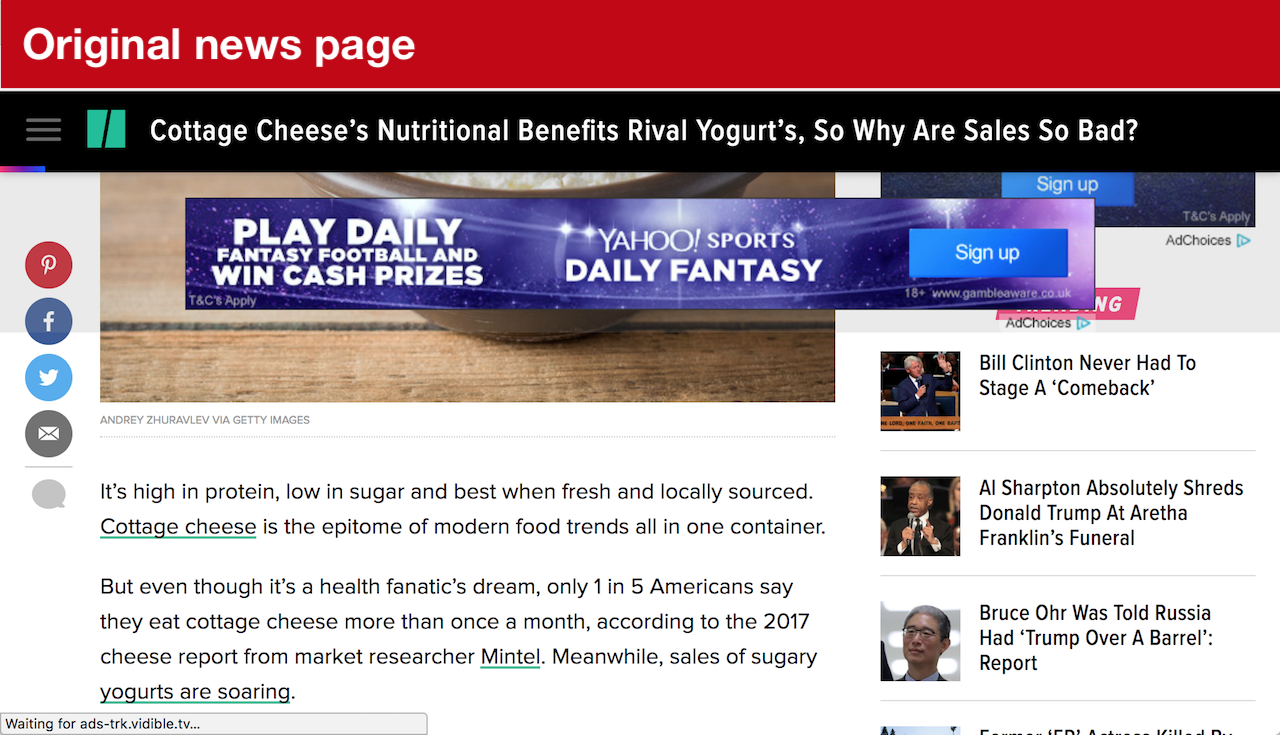 Original news page
Cottage Cheese’s Nutritional Benefits Rival Yogurt’s, So Why Are Sales So Bad?
Sign up
T&C's Apply
AdChoices
PLAY DAILY
FANTASY FOOTBALL AND
WIN CASH PRIZES
T&C's Apply
YAHOO! SPORTS
DAILY FANTASY
Sign up
18+ www.gambleaware.co.uk
TRENDING
AdChoices
ANDREY ZHURAVLEV VIA GETTY IMAGES
It’s high in protein, low in sugar and best when fresh and locally sourced.
Cottage cheese is the epitome of modern food trends all in one container.
But even though it’s a health fanatic’s dream, only 1 in 5 Americans say
they eat cottage cheese more than once a month, according to the 2017
cheese report from market researcher Mintel. Meanwhile, sales of sugary
yogurts are soaring.
Bill Clinton Never Had To
Stage A ‘Comeback’
Al Sharpton Absolutely Shreds
Donald Trump At Aretha
Franklin’s Funeral
Bruce Ohr Was Told Russia
Had ‘Trump Over A Barrel’:
Report
Former ‘ER’ Actress Killed By
Waiting for ads-trk.vidible.tv...